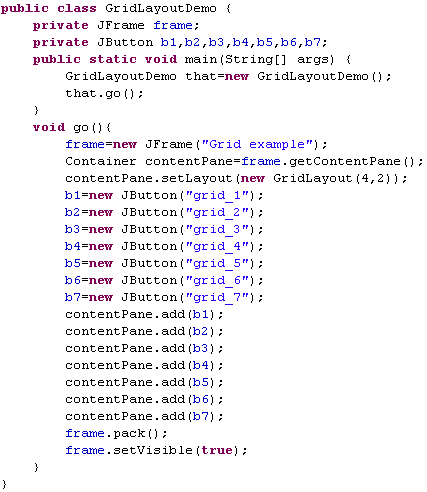 public class GridLayoutDemo {
    private JFrame frame;
    private JButton b1,b2,b3,b4,b5,b6,b7;
    public static void main(String[] args) {
        GridLayoutDemo that=new GridLayoutDemo();
        that.go();
    }
    void go(){
        frame=new JFrame("Grid example");
        Container contentPane=frame.getContentPane();
        contentPane.setLayout(new GridLayout(4,2));
        b1=new JButton("grid_1");
        b2=new JButton("grid_2");
        b3=new JButton("grid_3");
        b4=new JButton("grid_4");
        b5=new JButton("grid_5");
        b6=new JButton("grid_6");
        b7=new JButton("grid_7");
        contentPane.add(b1);
        contentPane.add(b2);
        contentPane.add(b3);
        contentPane.add(b4);
        contentPane.add(b5);
        contentPane.add(b6);
        contentPane.add(b7);
        frame.pack();
        frame.setVisible(true);
    }
}